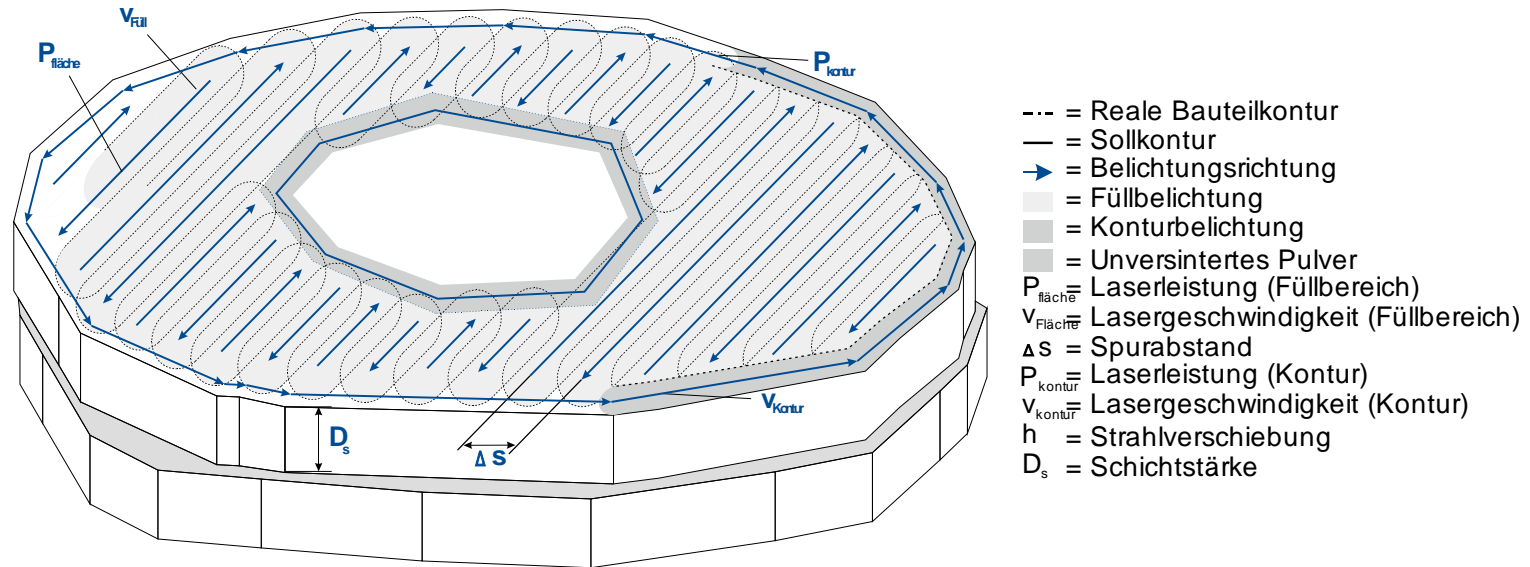 vFüll
Pfläche
Pkontur
vKontur
Ds
Δ s
= Reale Bauteilkontur
= Sollkontur
= Belichtungsrichtung
= Füllbelichtung
= Konturbelichtung
= Unversintertes Pulver
Pfläche = Laserleistung (Füllbereich)
vFläche = Lasergeschwindigkeit (Füllbereich)
Δ s = Spurabstand
Pkontur = Laserleistung (Kontur)
vkontur = Lasergeschwindigkeit (Kontur)
h = Strahlverschiebung
Ds = Schichtstärke